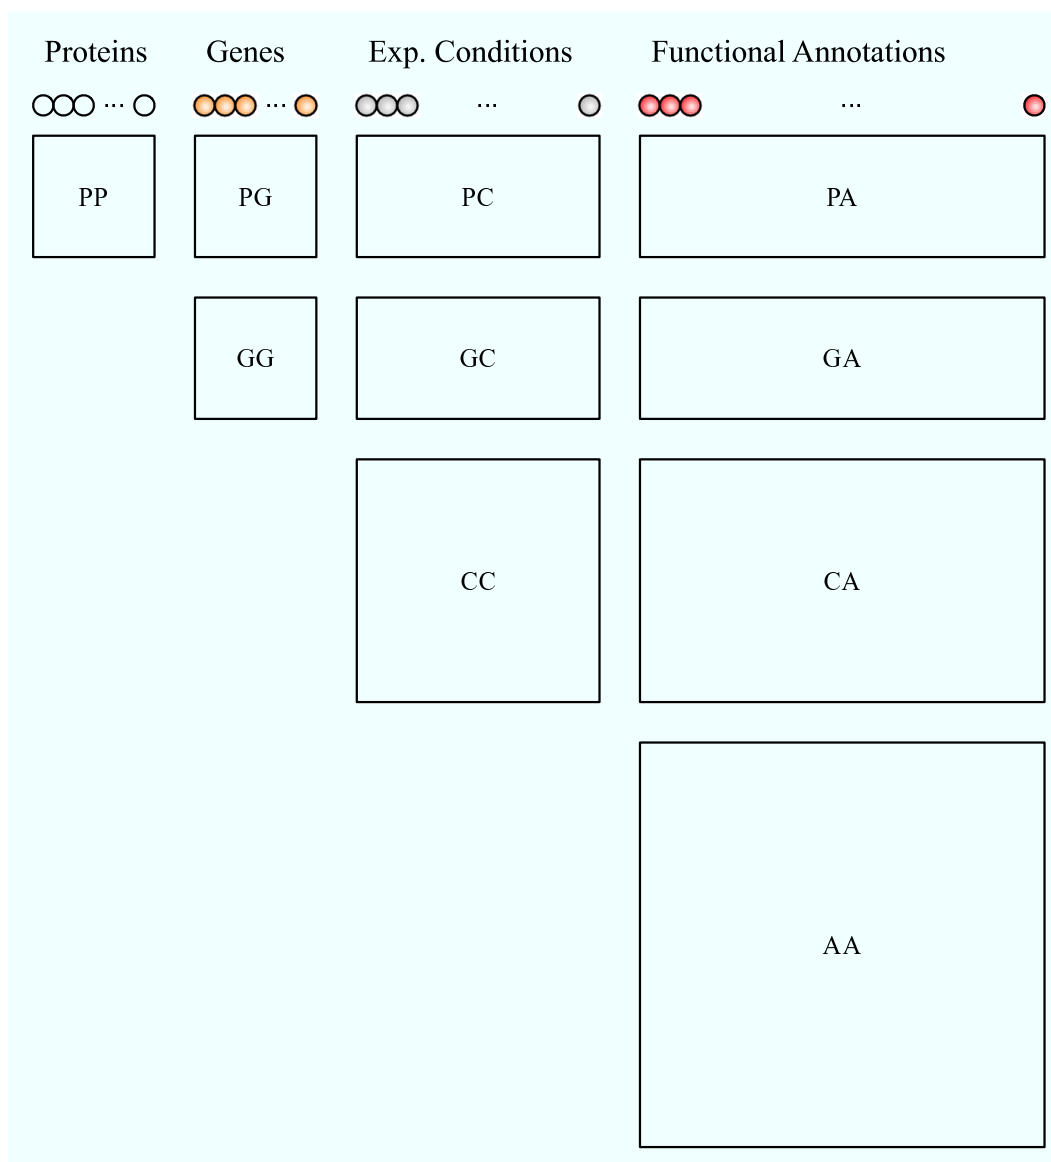 Proteins Genes Exp. Conditions Functional Annotations
... ... ... ...
PP PG PC PA
GG GC GA
CC CA
AA